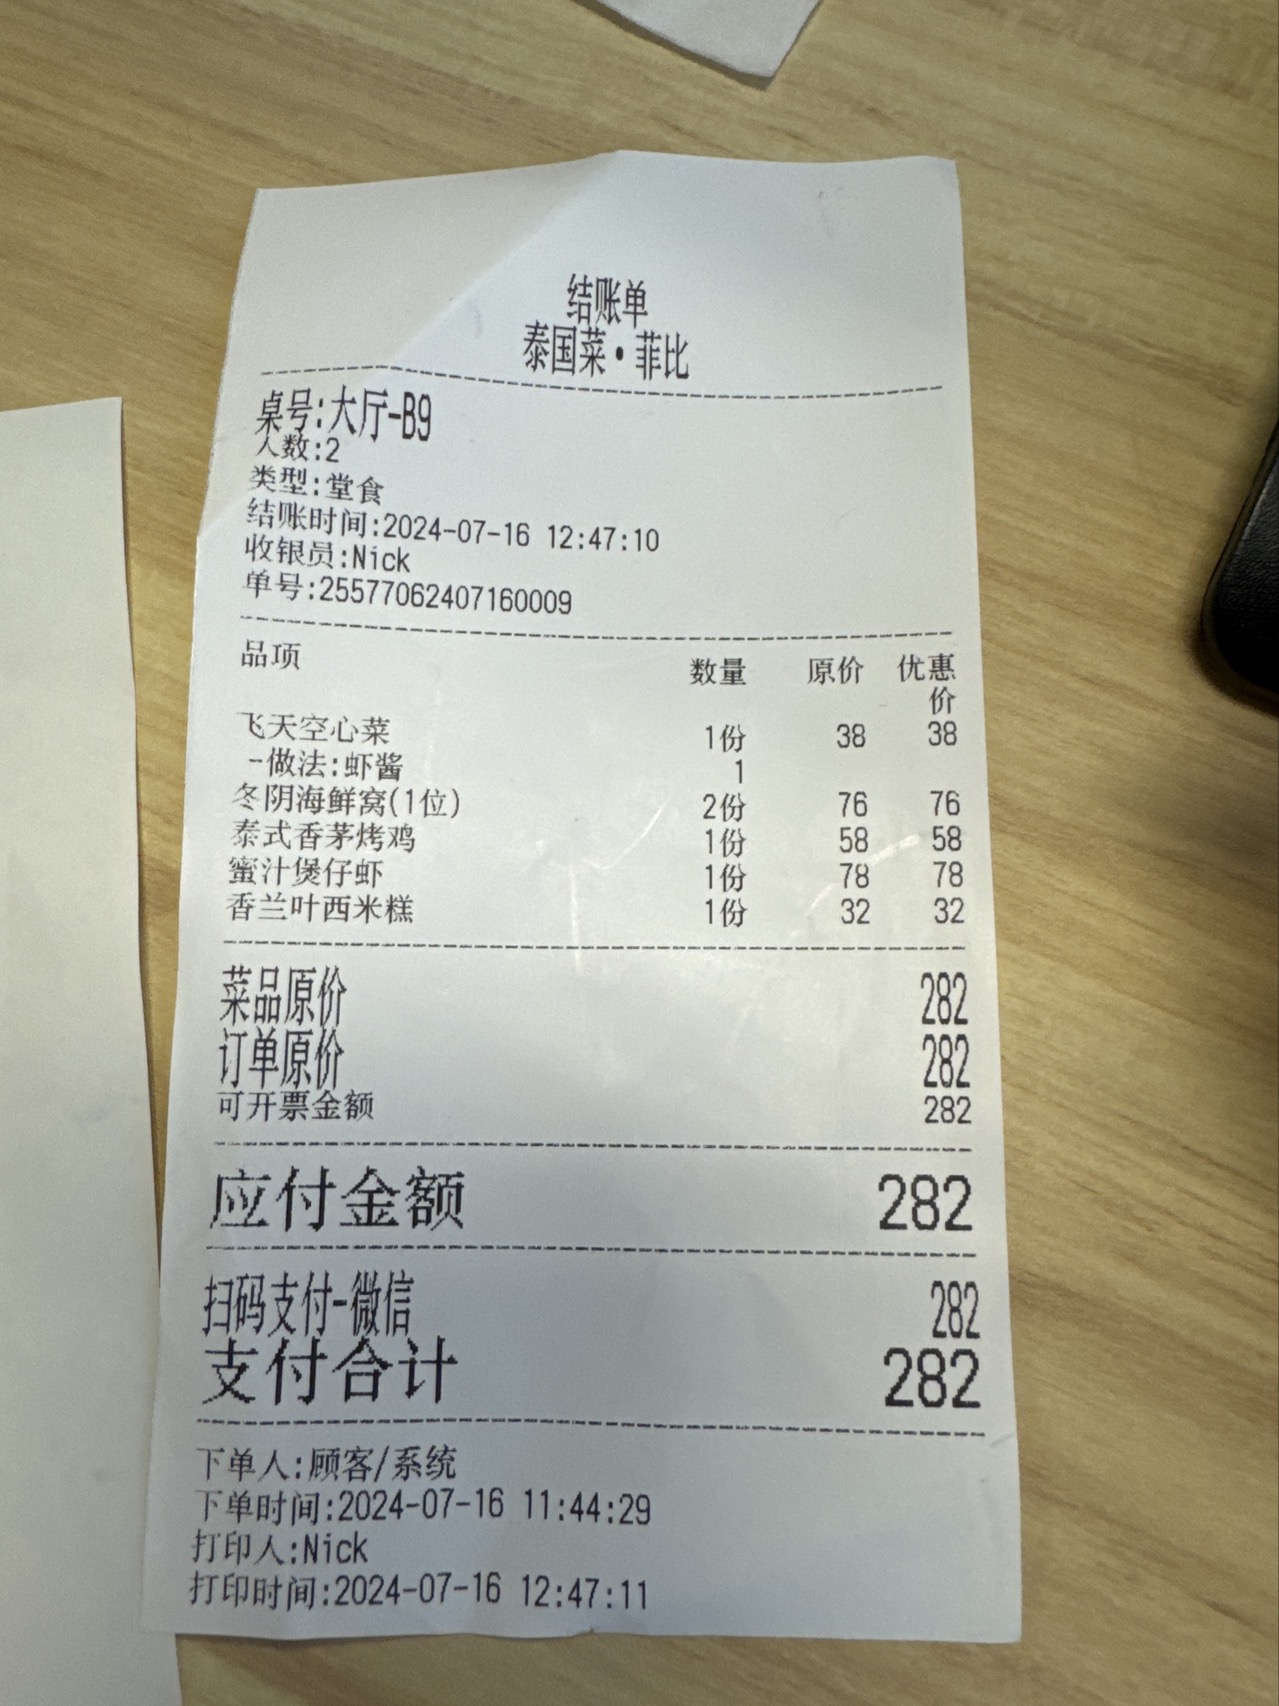 结账单
泰国菜·菲比
桌号:大厅-B9
人数:2
类型:堂食
结账时间:2024-07-16 12:47:10
收银员:Nick
单号:25577062407160009
品项 数量 原价 优惠
价
飞天空心菜 1份 38 38
-做法:虾酱 1
冬阴海鲜窝(1位) 2份 76 76
泰式香茅烤鸡 1份 58 58
蜜汁煲仔虾 1份 78 78
香兰叶西米糕 1份 32 32
菜品原价 282
订单原价 282
可开票金额 282
应付金额 282
扫码支付-微信 282
支付合计 282
下单人:顾客/系统
下单时间:2024-07-16 11:44:29
打印人:Nick
打印时间:2024-07-16 12:47:11